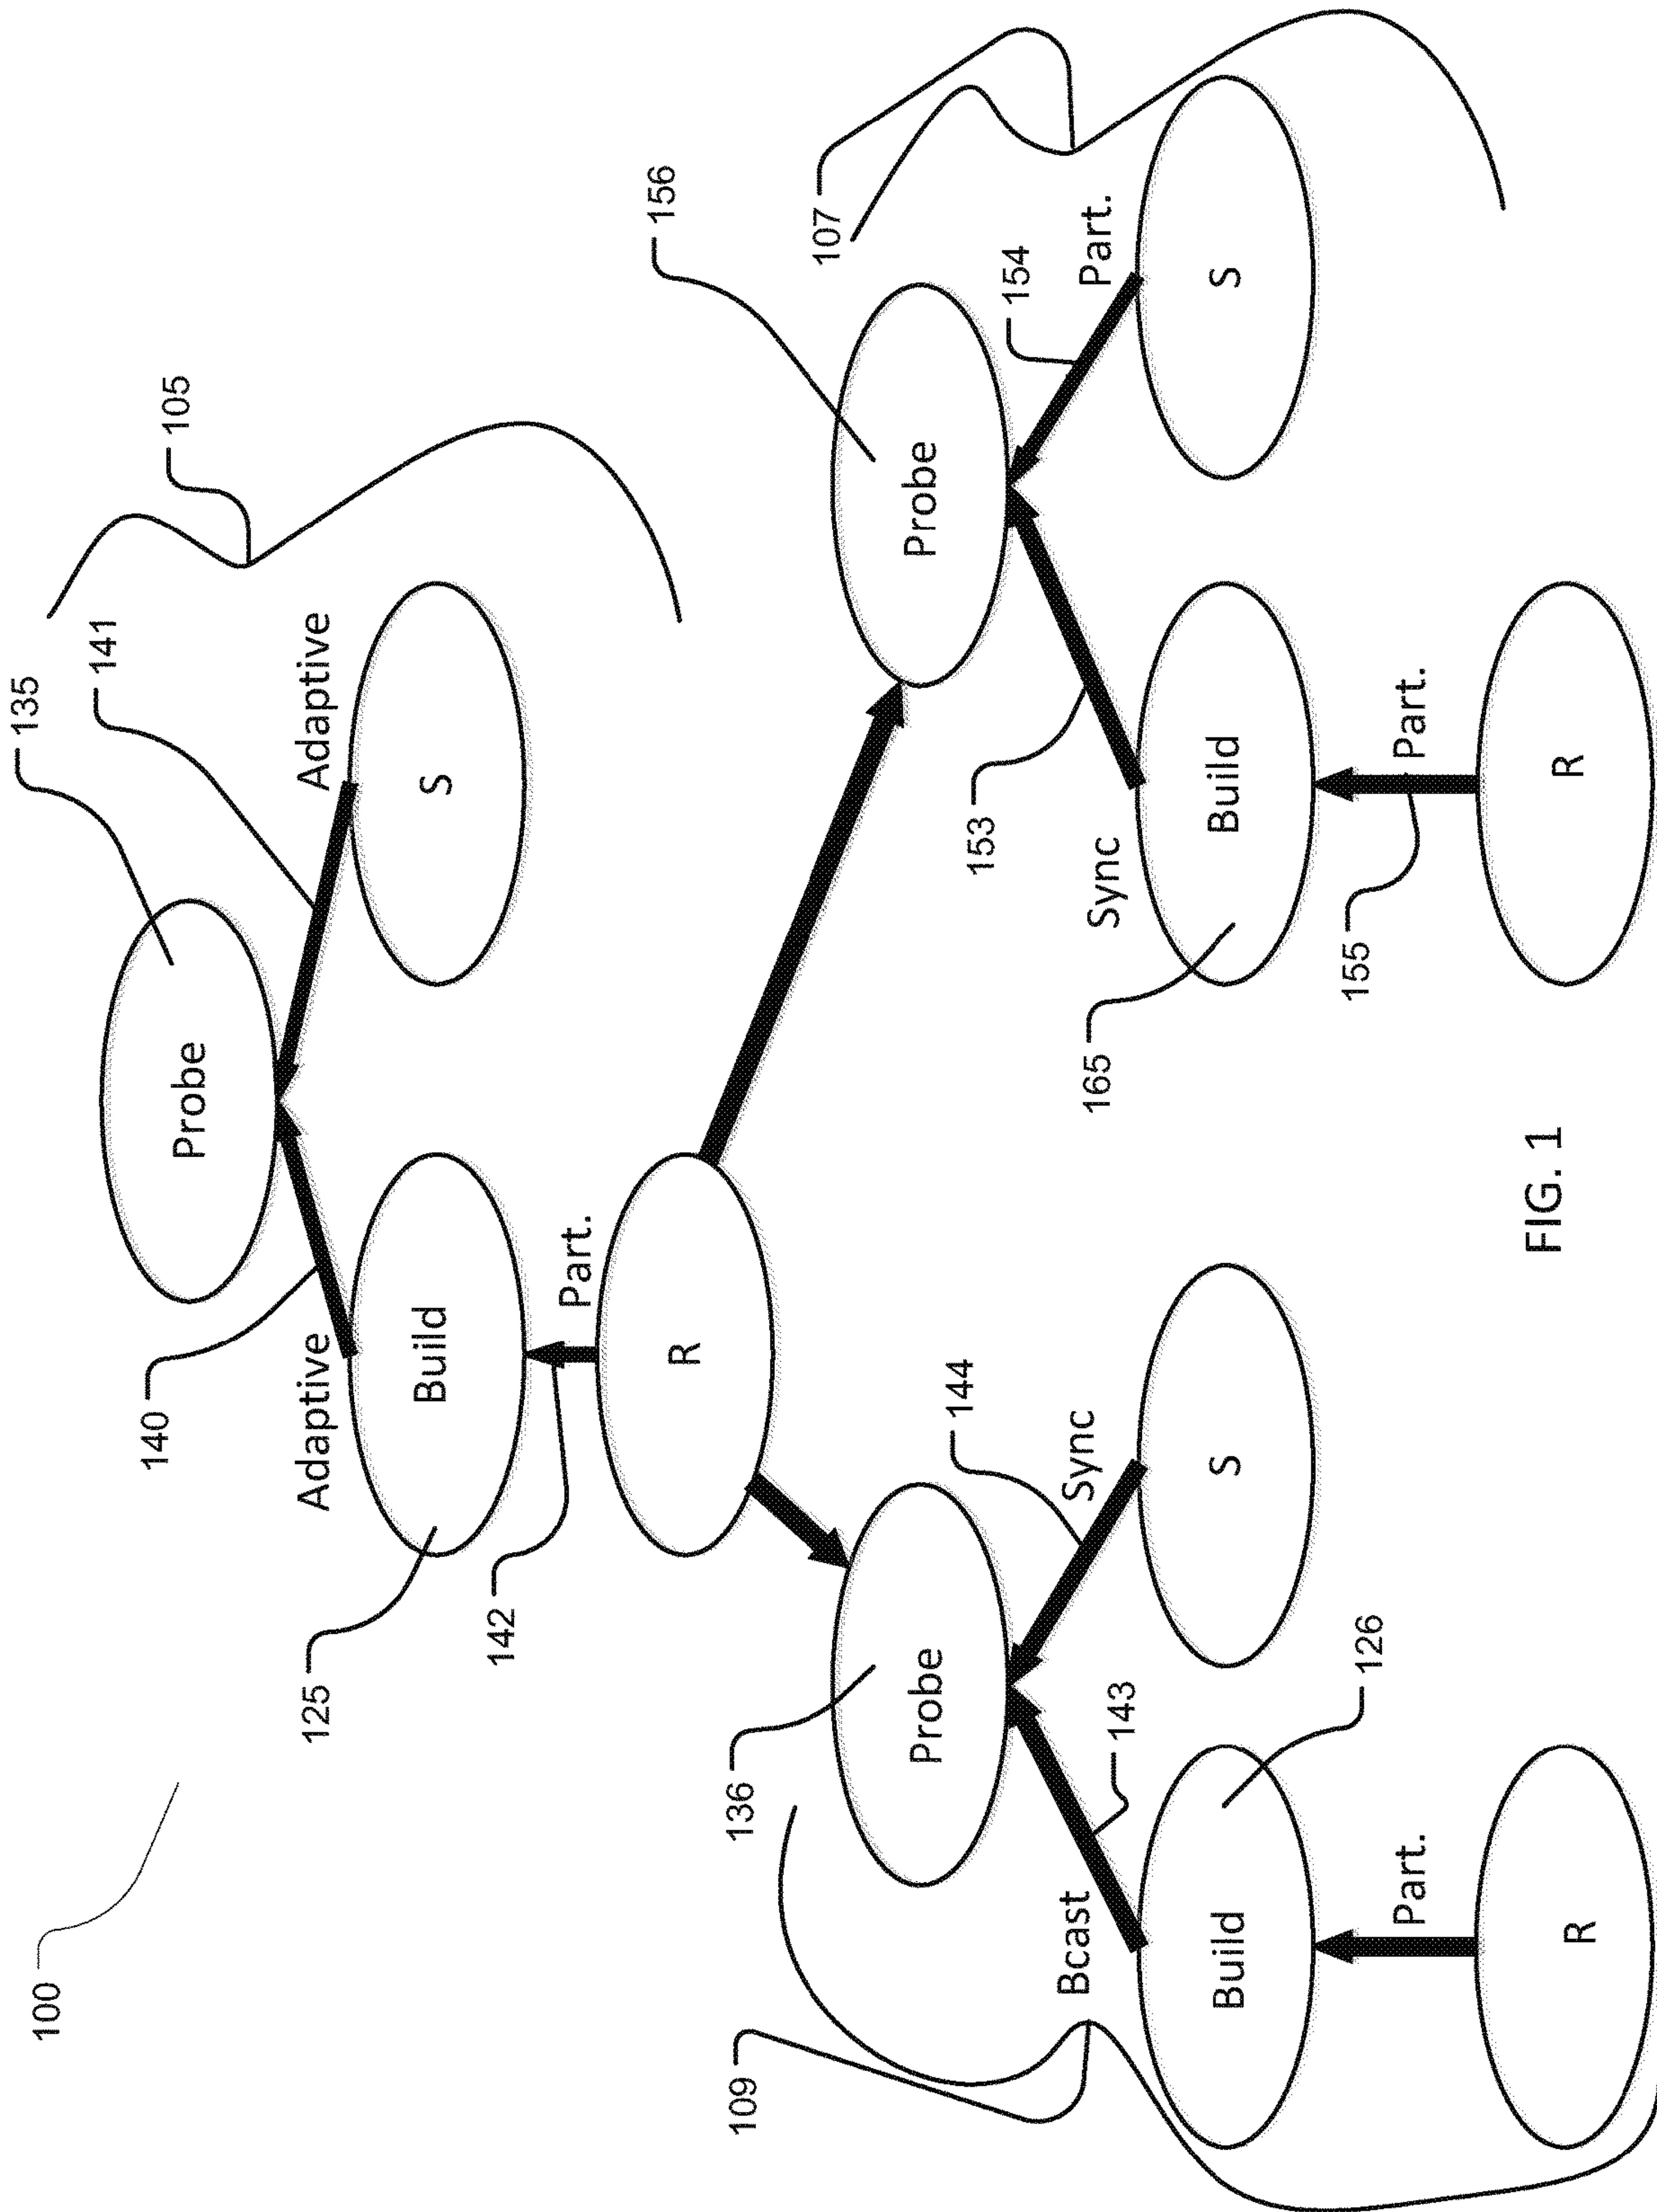 100
135
Probe
105
140
141
Adaptive
Adaptive
125
Build
S
142
Part.
R
109
136
Probe
156
Probe
107
Bcast
143
144
Sync
153
154
Part.
Sync
Build
126
S
165
Build
S
Part.
155
Part.
R
R
FIG. 1